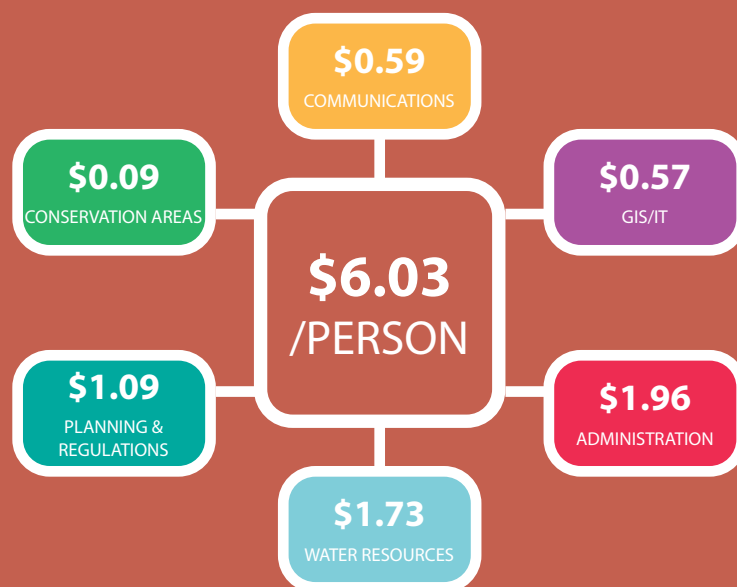 $0.59
COMMUNICATIONS
$0.09
CONSERVATION AREAS
$0.57
GIS/IT
$6.03
/PERSON
$1.09
PLANNING &
REGULATIONS
$1.96
ADMINISTRATION
$1.73
WATER RESOURCES